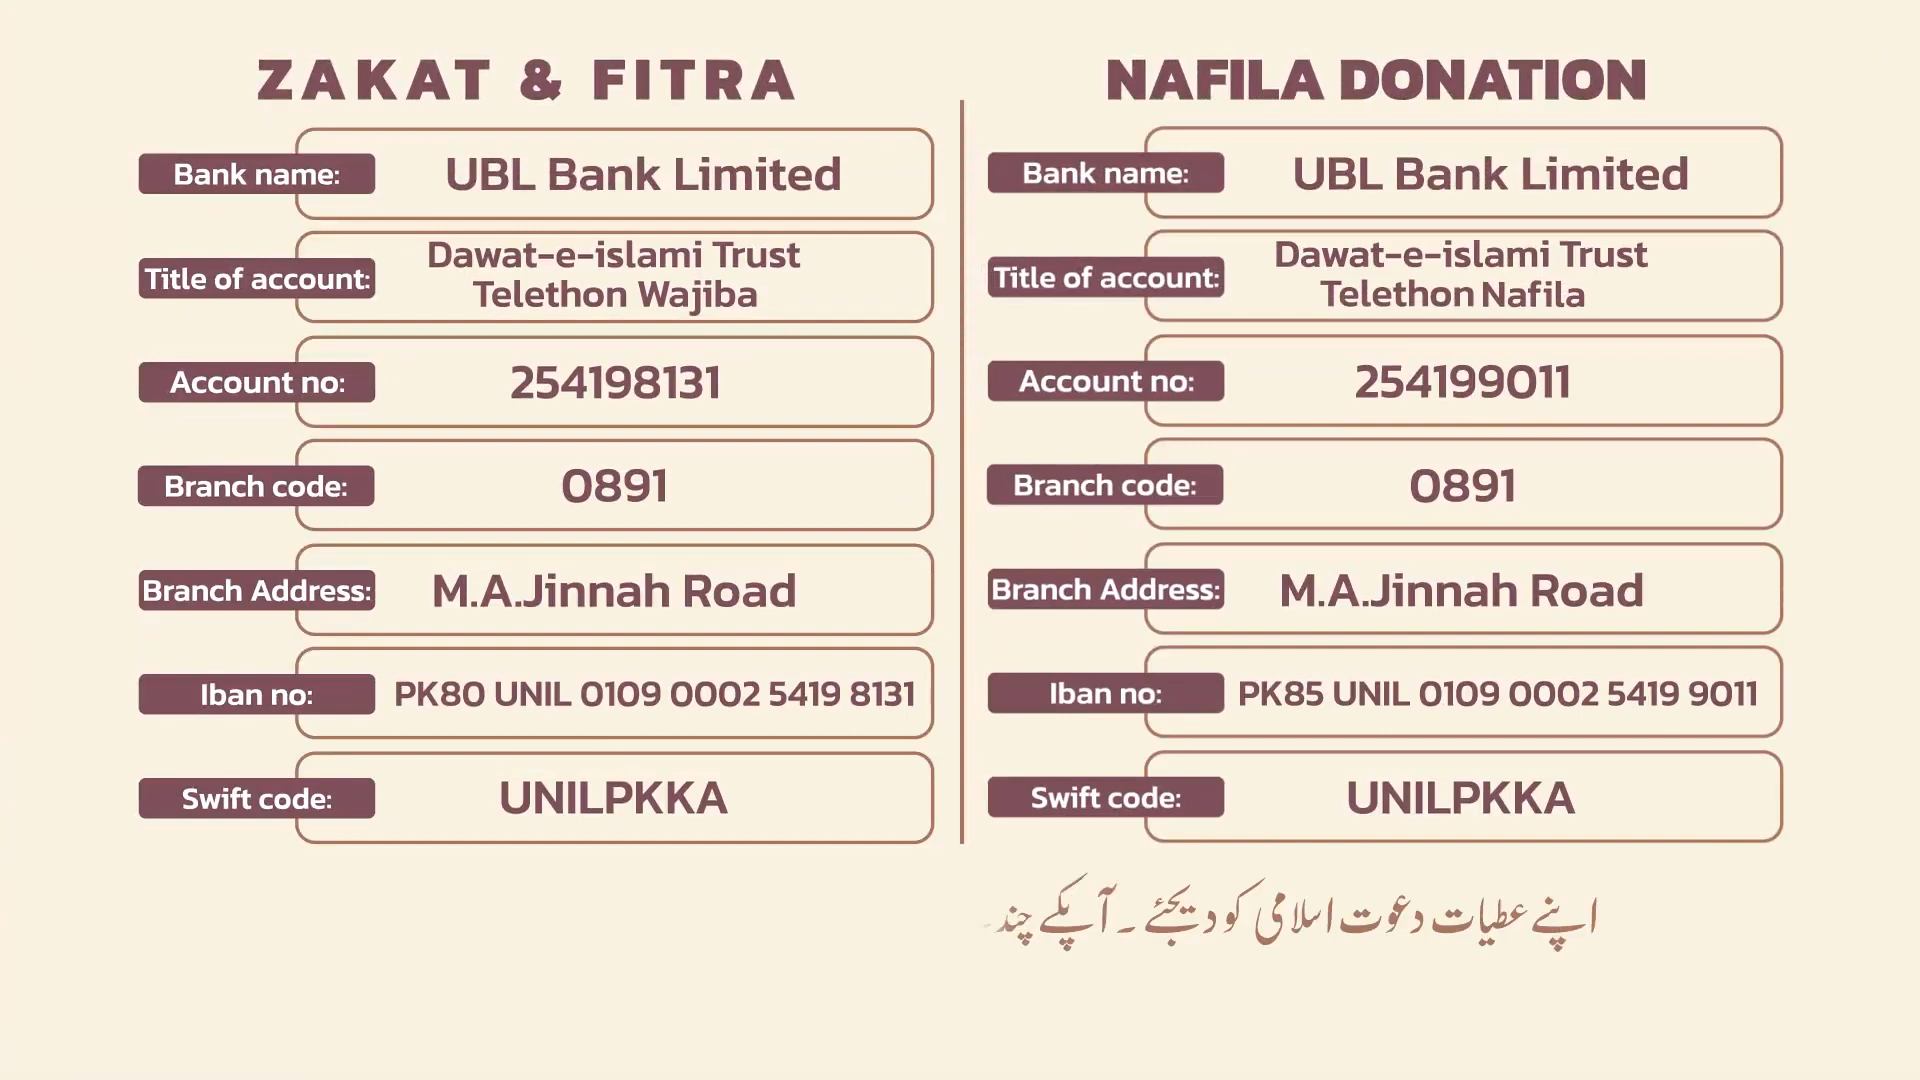 ZAKAT & FITRA
Bank name: UBL Bank Limited
Title of account: Dawat-e-islami Trust
Telethon Wajiba
Account no: 254198131
Branch code: 0891
Branch Address: M.A.Jinnah Road
Iban no: PK80 UNIL 0109 0002 5419 8131
Swift code: UNILPKKA
NAFILA DONATION
Bank name: UBL Bank Limited
Title of account: Dawat-e-islami Trust
Telethon Nafila
Account no: 254199011
Branch code: 0891
Branch Address: M.A.Jinnah Road
Iban no: PK85 UNIL 0109 0002 5419 9011
Swift code: UNILPKKA
اپنے عطیات دعوت اسلامی کو دیجئے ۔ آپکے